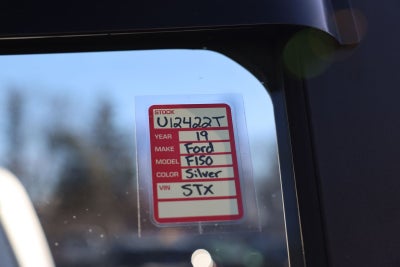 STOCK
U12422T
YEAR 19
MAKE Ford
MODEL F150
COLOR Silver
VIN STX